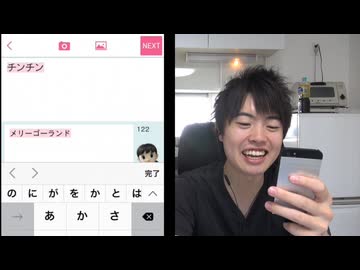 NEXT
チンチン
メリーゴーランド
122
完了
の に が を か と は
あ か さ